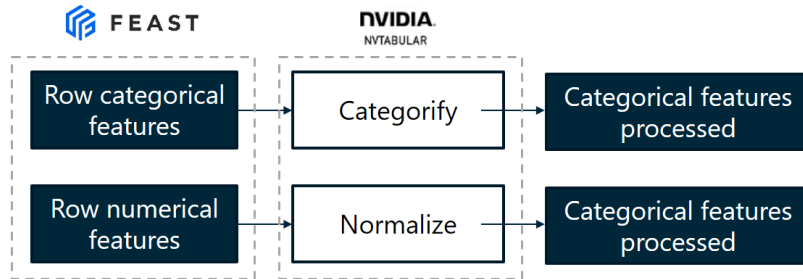 FEAST
NVIDIA.
NVTABULAR
Row categorical
features
Categorify
Categorical features
processed
Row numerical
features
Normalize
Categorical features
processed